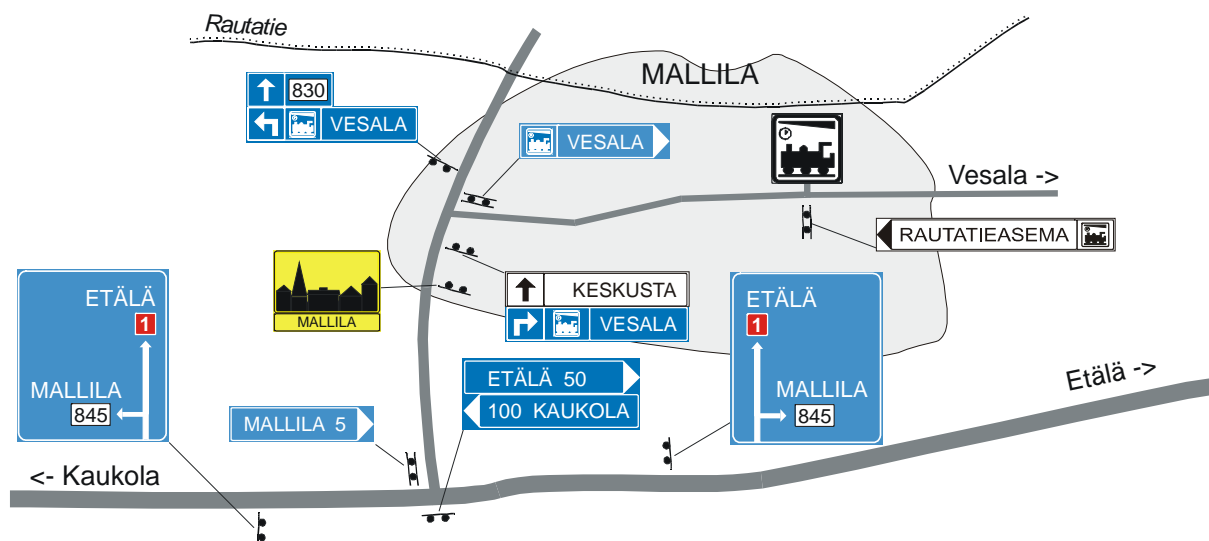 Rautatie
MALLILA
830
VESALA
VESALA
Vesala ->
RAUTATIEASEMA
MALLILA
KESKUSTA
VESALA
ETÄLÄ
1
MALLILA
845
ETÄLÄ
1
MALLILA
845
ETÄLÄ 50
100 KAUKOLA
MALLILA 5
Etälä ->
<- Kaukola